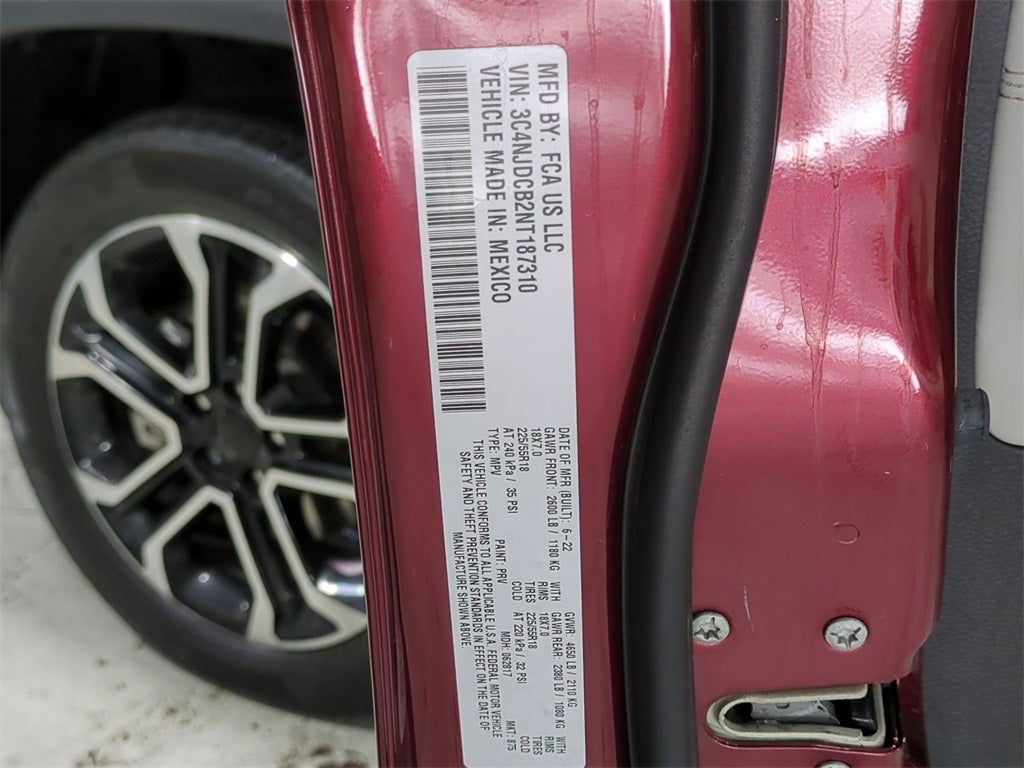 MFD BY: FCA US LLC
VIN: 3C4NJDCB2NT187310
VEHICLE MADE IN: MEXICO
DATE OF MFR (BUILT): 6-22 GVWR: 4650 LB / 2110 KG
GAWR FRONT: 2600 LB / 1180 KG WITH GAWR REAR: 2380 LB / 1080 KG WITH
18X7.0 RIMS 18X7.0 RIMS
225/55R18 TIRES 225/55R18 TIRES
AT 240 kPa / 35 PSI COLD AT 220 kPa / 32 PSI COLD
TYPE: MPV PAINT: PRV MDH: 062817 MKT: 875
THIS VEHICLE CONFORMS TO ALL APPLICABLE U.S.A. FEDERAL MOTOR VEHICLE
SAFETY AND THEFT PREVENTION STANDARDS IN EFFECT ON THE DATE OF
MANUFACTURE SHOWN ABOVE.